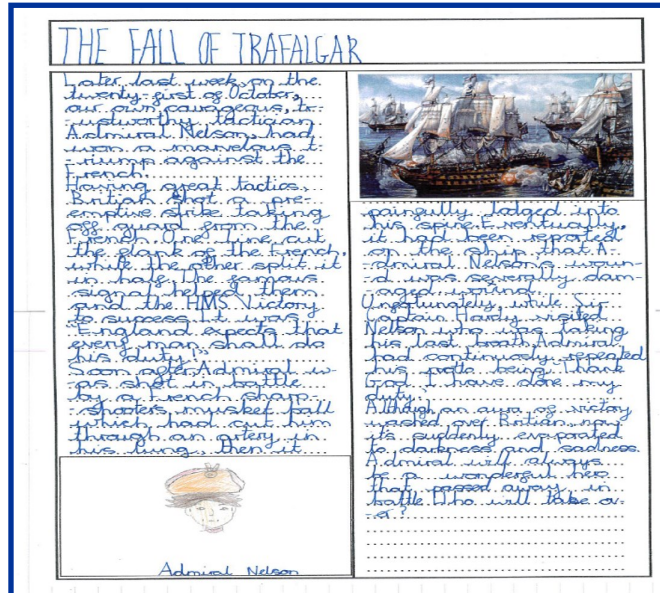 THE FALL OF TRAFALGAR
Later last week, on the
twenty-first of October,
our own courageous, tr-
ustworthy tactician
Admiral Nelson, had
won a marvelous t-
riump against the
French.
Having great tactics,
British shot a pre-
emptive strike taking
off guard from the
French. One line cut
the flank of the French,
while the other split it
in half. The famous
signal helped them
and the HMS Victory
to success. It was
"England expects that
every man shall do
his duty!"
Soon after, Admiral w-
as shot in battle
by a French sharp-
shooters, musket ball
which had cut him
through an artery in
his lung, then it
Admiral Nelson
painfully lodged into
his spine. Eventually,
it had been reported
on the ship that A-
dmiral Nelson's woun-
d was severly dam-
aged wound.
Unfortunately, while Sir
Captain Hardy visited
Nelson who was taking
his last breath, Admiral
had continuously repeated
his motto being: Thank
God I have done my
duty.
Although an aura of victory
washed over Britian, now
its suddenly evaporated
to darkness and sadness.
Admiral will always
be a wonderful hero
that passed away in
battle. Who will take ov-
er?